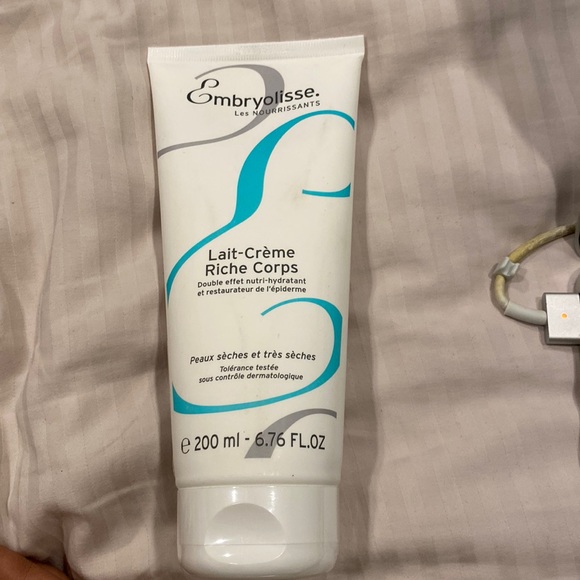 Embryolisse.
Les NOURRISSANTS
Lait-Crème
Riche Corps
Double effet nutri-hydratant
et restaurateur de l'épiderme
Peaux sèches et très sèches
Tolérance testée
sous contrôle dermatologique
℮ 200 ml - 6.76 FL.OZ